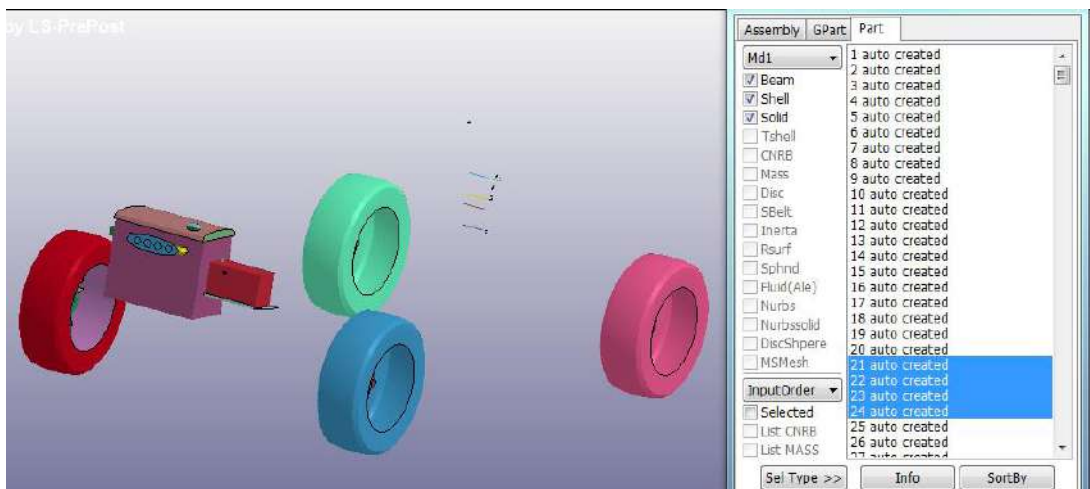 by LS-PrePost
Assembly GPart Part
Md1
Beam
Shell
Solid
Tshell
CNRB
Mass
Disc
SBelt
Inerta
Rsurf
Sphnd
Fluid(Ale)
Nurbs
Nurbssolid
DiscShpere
MSMesh
InputOrder
Selected
List CNRB
List MASS
1 auto created
2 auto created
3 auto created
4 auto created
5 auto created
6 auto created
7 auto created
8 auto created
9 auto created
10 auto created
11 auto created
12 auto created
13 auto created
14 auto created
15 auto created
16 auto created
17 auto created
18 auto created
19 auto created
20 auto created
21 auto created
22 auto created
23 auto created
24 auto created
25 auto created
26 auto created
27 auto created
Sel Type >> Info SortBy